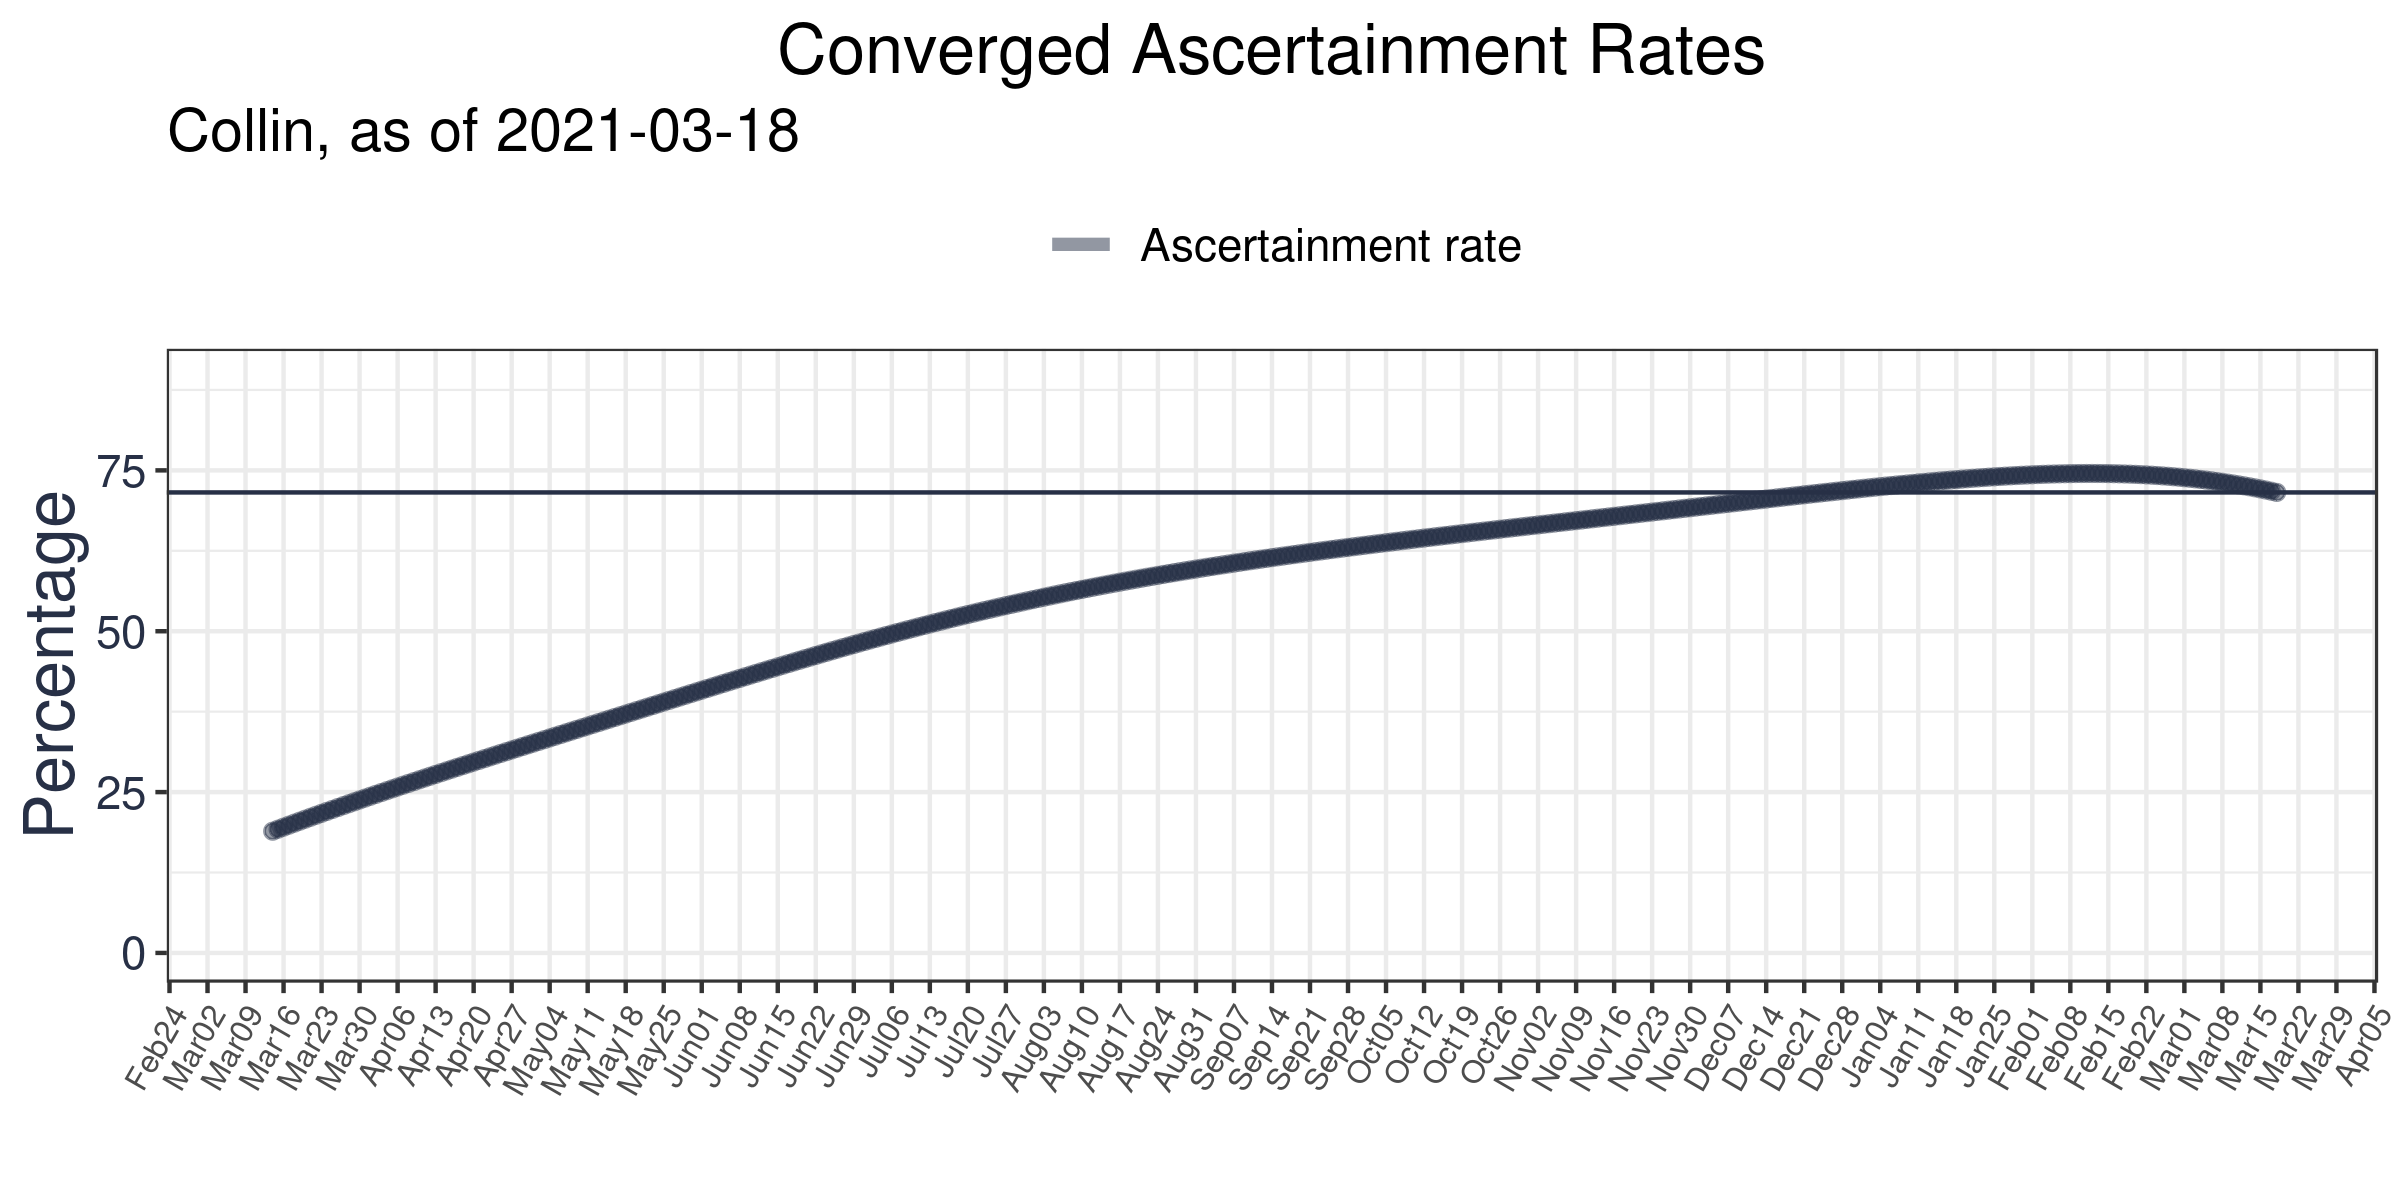 Converged Ascertainment Rates
Collin, as of 2021-03-18
Ascertainment rate
Percentage
75
50
25
0
Feb24 Mar02 Mar09 Mar16 Mar23 Mar30 Apr06 Apr13 Apr20 Apr27 May04 May11 May18 May25 Jun01 Jun08 Jun15 Jun22 Jun29 Jul06 Jul13 Jul20 Jul27 Aug03 Aug10 Aug17 Aug24 Aug31 Sep07 Sep14 Sep21 Sep28 Oct05 Oct12 Oct19 Oct26 Nov02 Nov09 Nov16 Nov23 Nov30 Dec07 Dec14 Dec21 Dec28 Jan04 Jan11 Jan18 Jan25 Feb01 Feb08 Feb15 Feb22 Mar01 Mar08 Mar15 Mar22 Mar29 Apr05